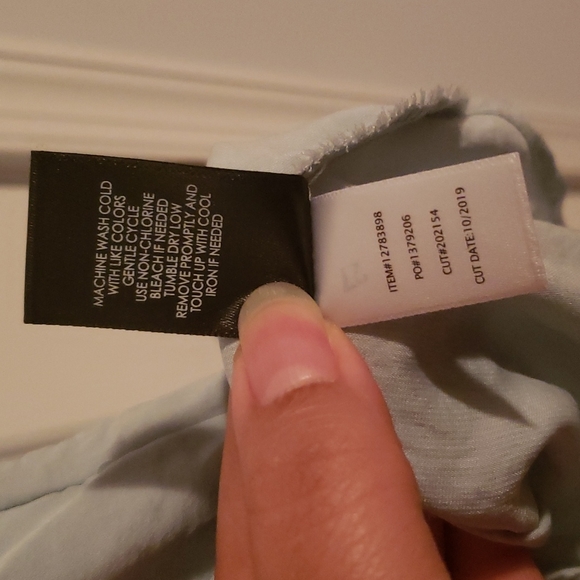 MACHINE WASH COLD
WITH LIKE COLORS
GENTLE CYCLE
USE NON-CHLORINE
BLEACH IF NEEDED
TUMBLE DRY LOW
REMOVE PROMPTLY AND
TOUCH UP WITH COOL
IRON IF NEEDED
ITEM#12783898
PO#1379206
CUT#202154
CUT DATE:10/2019